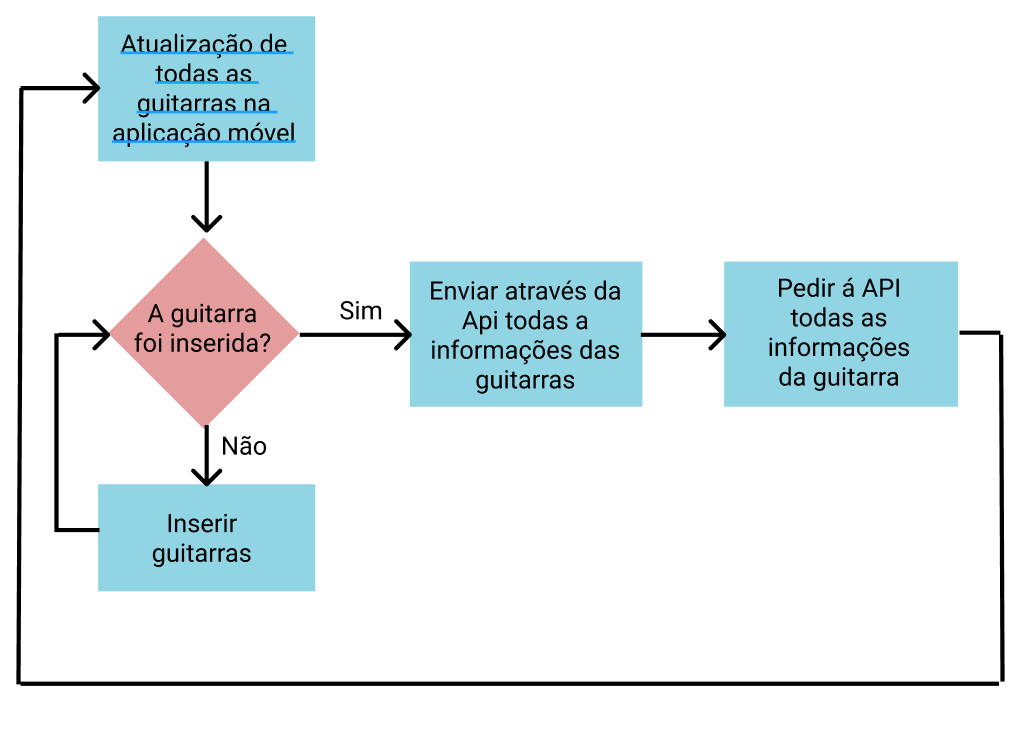 Atualização de
todas as
guitarras na
aplicação móvel
A guitarra
foi inserida?
Sim
Enviar através da
Api todas a
informações das
guitarras
Pedir á API
todas as
informações
da guitarra
Não
Inserir
guitarras